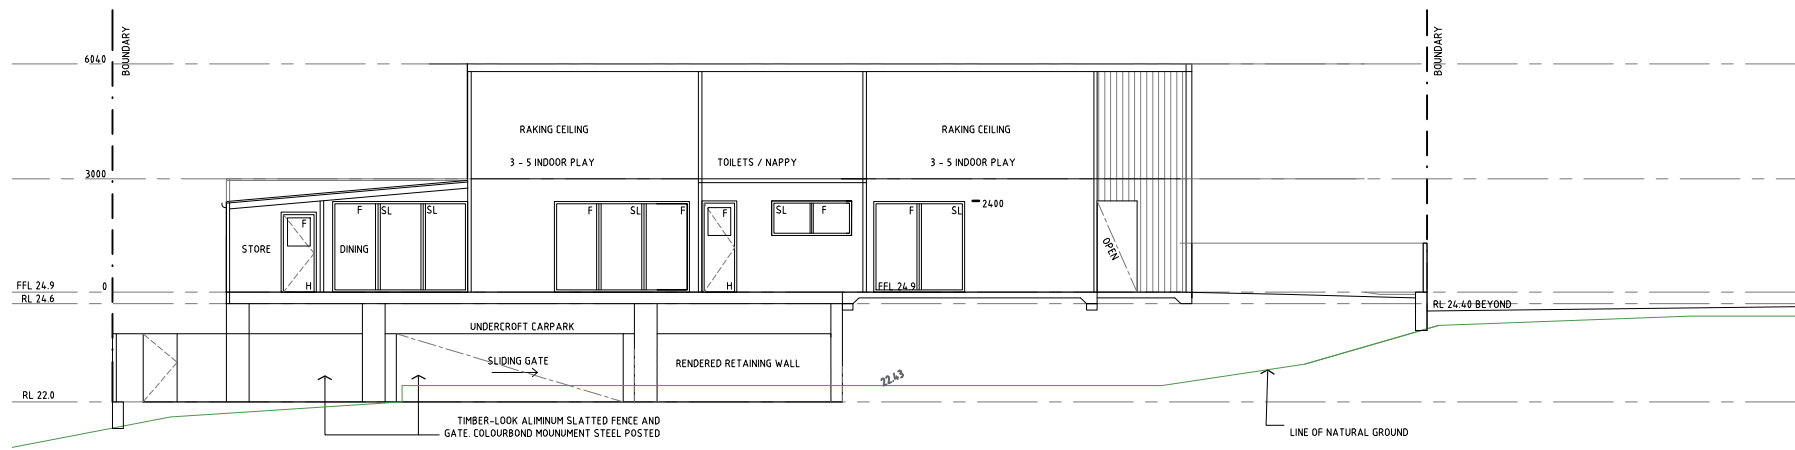 BOUNDARY
BOUNDARY
6040
RAKING CEILING
RAKING CEILING
3 - 5 INDOOR PLAY
TOILETS / NAPPY
3 - 5 INDOOR PLAY
3000
2400
F
F
SL
SL
F
SL
F
F
SL
F
F
SL
STORE
DINING
OPEN
H
H
FFL 24.9
0
FFL 24.9
RL 24.6
RL 24.40 BEYOND
UNDERCROFT CARPARK
SLIDING GATE
RENDERED RETAINING WALL
22.43
RL 22.0
TIMBER-LOOK ALIMINUM SLATTED FENCE AND
GATE. COLOURBOND MOUNUMENT STEEL POSTED
LINE OF NATURAL GROUND